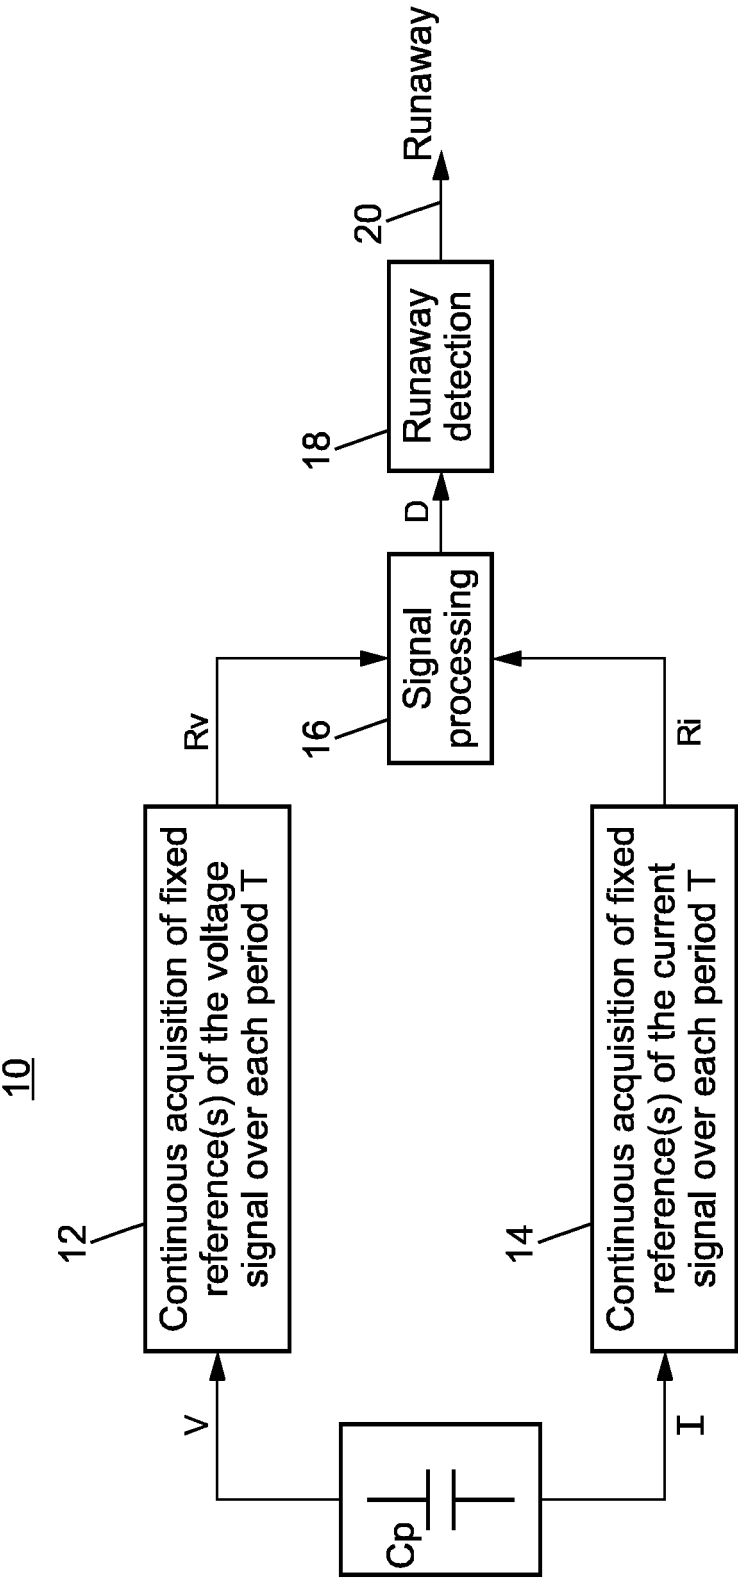 10
Cp
V
12
Continuous acquisition of fixed
reference(s) of the voltage
signal over each period T
Rv
I
14
Continuous acquisition of fixed
reference(s) of the current
signal over each period T
Ri
16
Signal
processing
D
18
Runaway
detection
20
Runaway